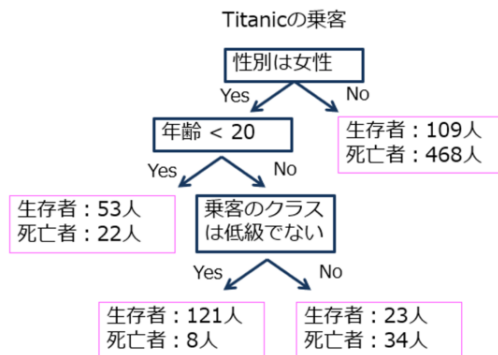 Titanicの乗客
性別は女性
Yes
No
年齢 < 20
生存者：109人
死亡者：468人
Yes
No
生存者：53人
死亡者：22人
乗客のクラス
は低級でない
Yes
No
生存者：121人
死亡者：8人
生存者：23人
死亡者：34人